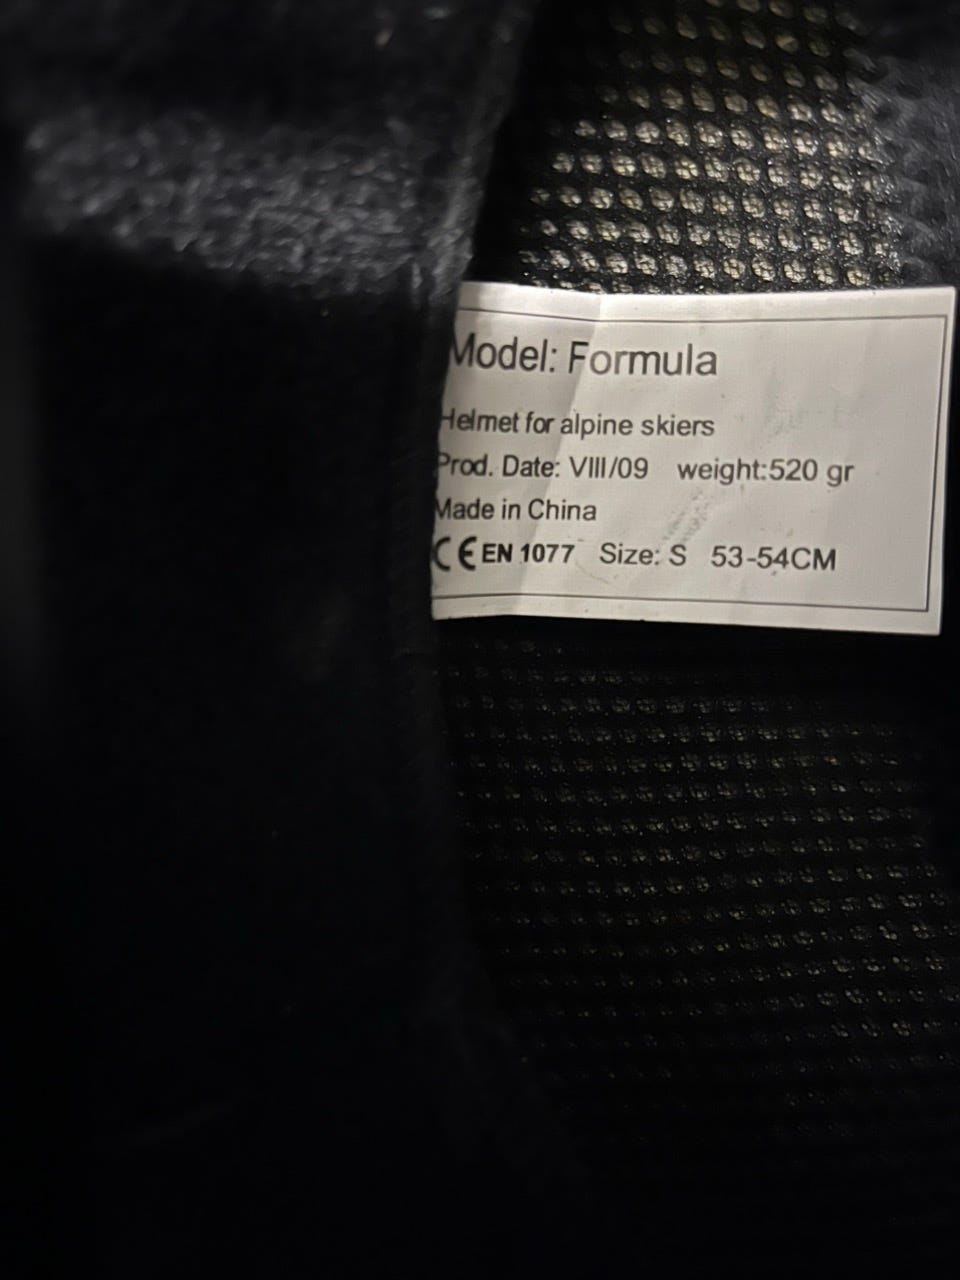 Model: Formula
Helmet for alpine skiers
Prod. Date: VIII/09 weight:520 gr
Made in China
CE EN 1077 Size: S 53-54CM